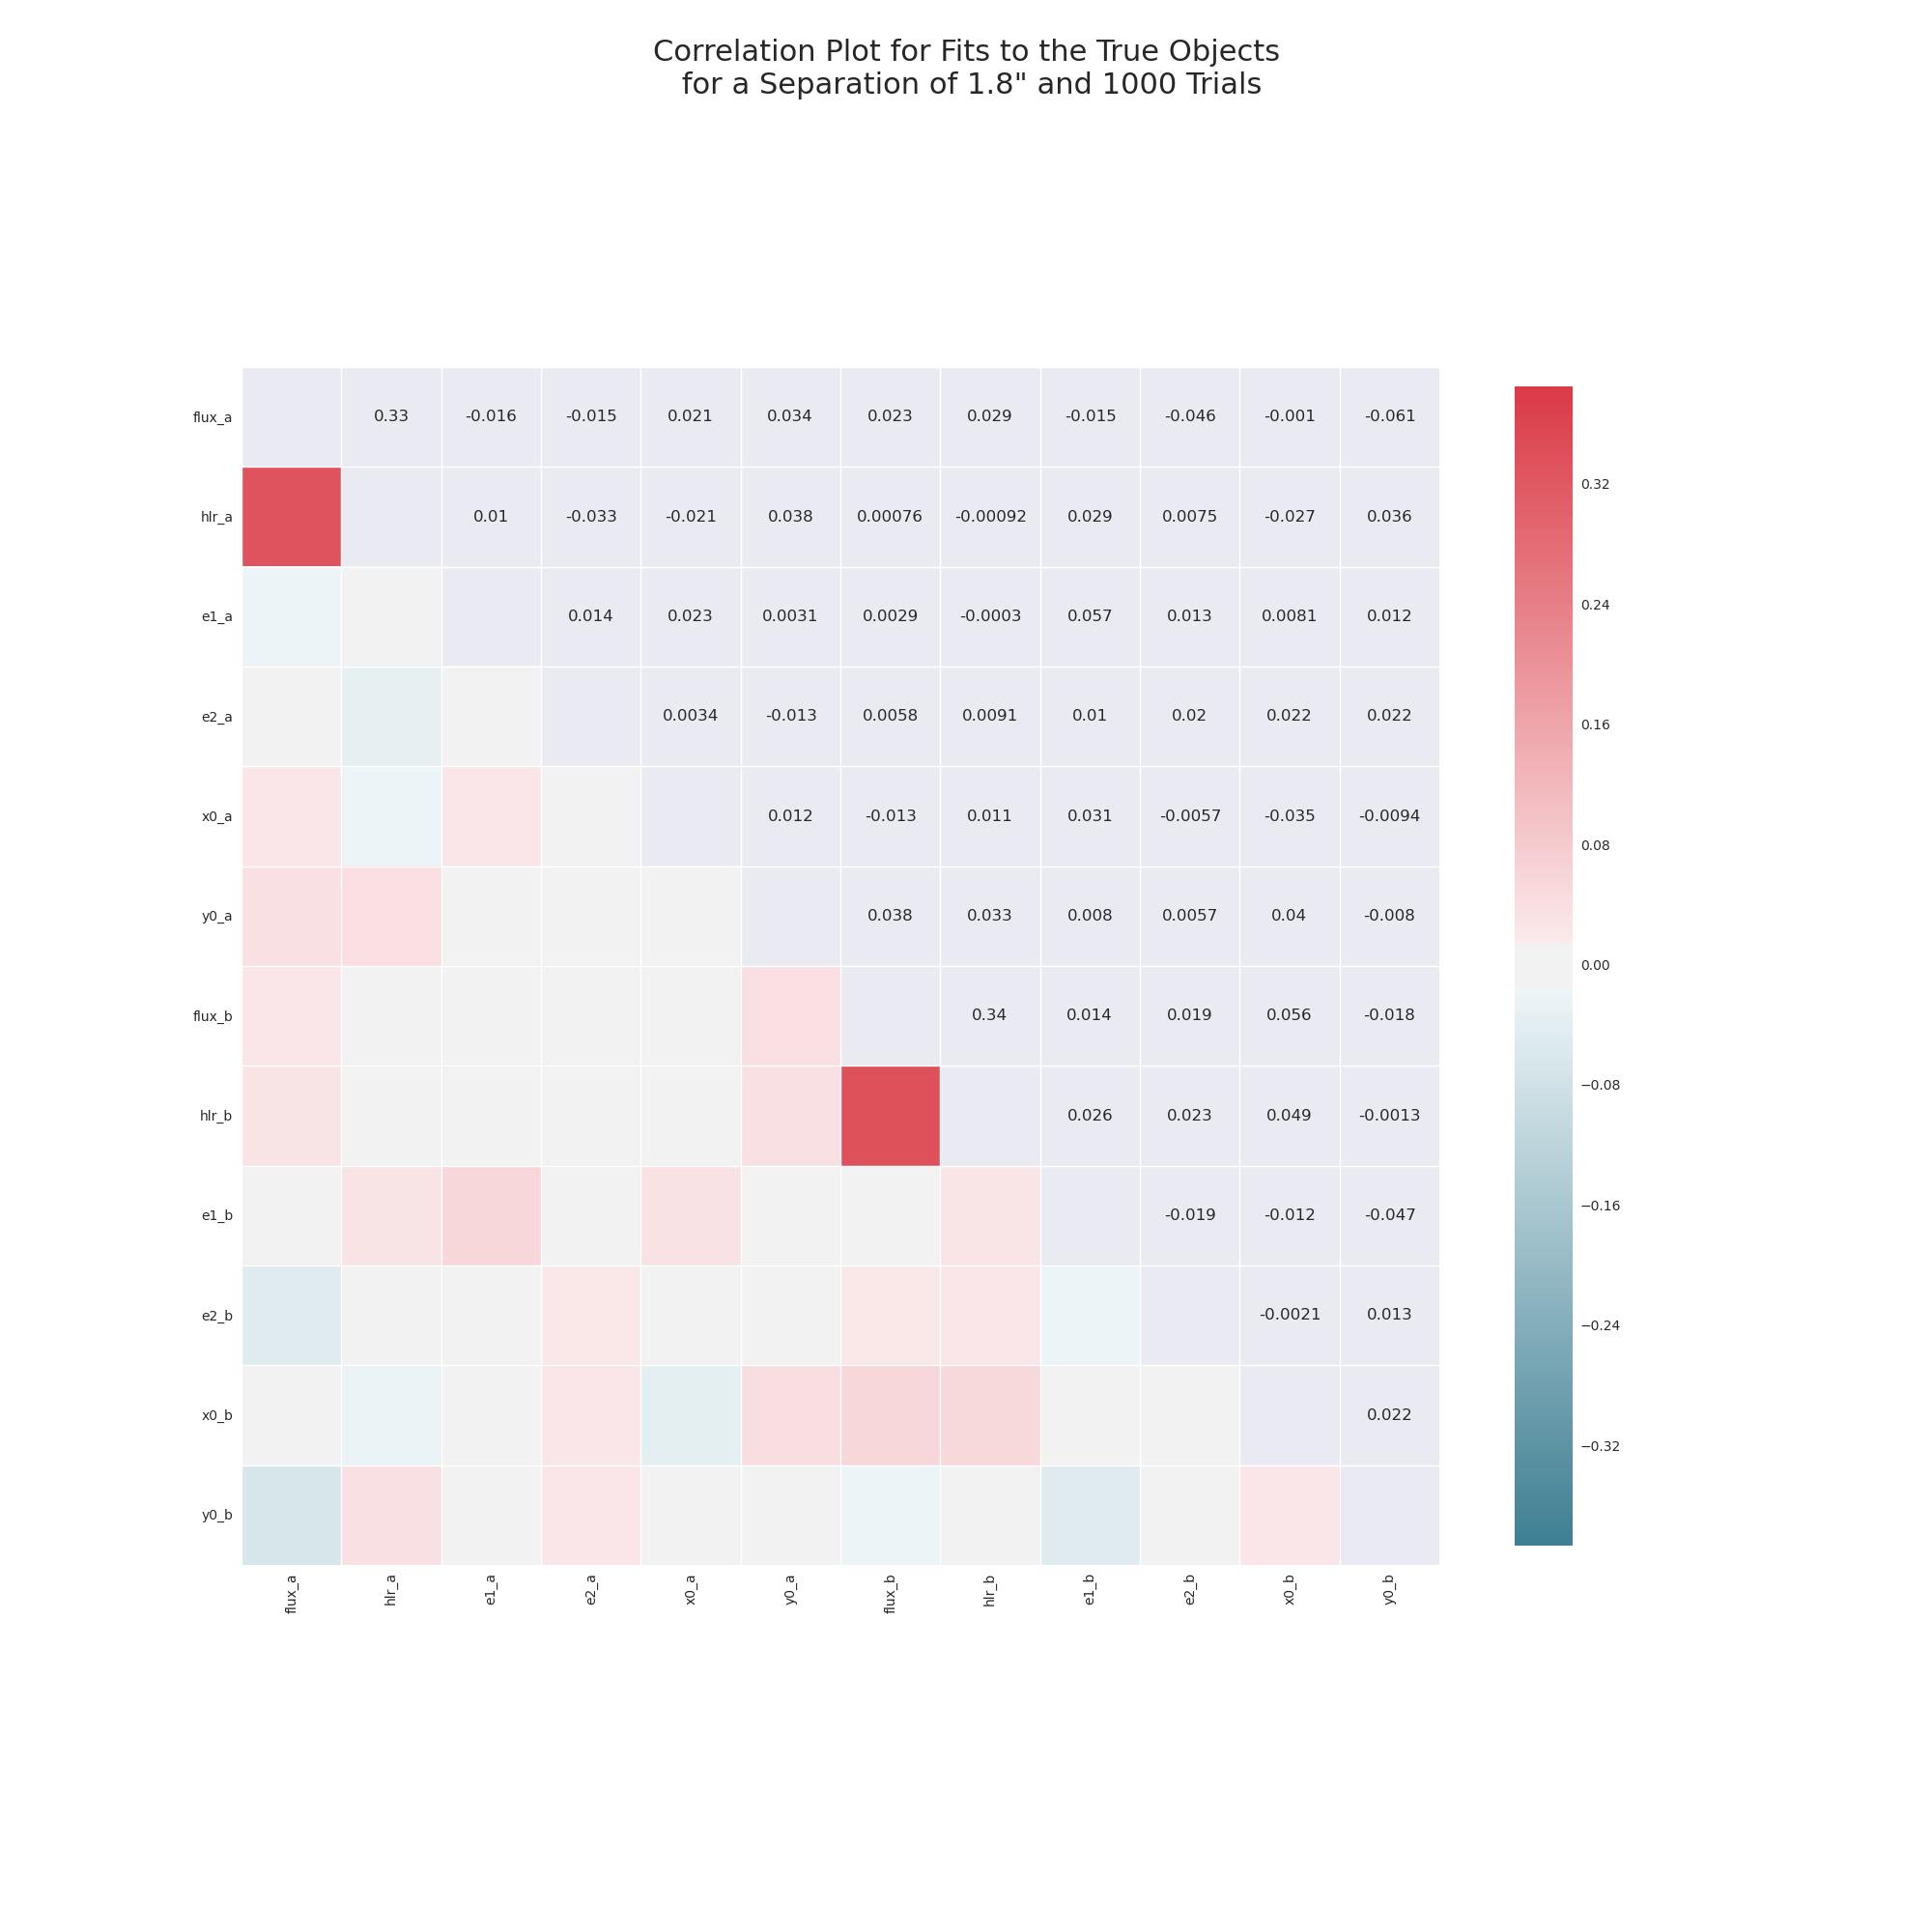 Correlation Plot for Fits to the True Objects
for a Separation of 1.8" and 1000 Trials
flux_a 0.33 -0.016 -0.015 0.021 0.034 0.023 0.029 -0.015 -0.046 -0.001 -0.061
hlr_a 0.01 -0.033 -0.021 0.038 0.00076 -0.00092 0.029 0.0075 -0.027 0.036
e1_a 0.014 0.023 0.0031 0.0029 -0.0003 0.057 0.013 0.0081 0.012
e2_a 0.0034 -0.013 0.0058 0.0091 0.01 0.02 0.022 0.022
x0_a 0.012 -0.013 0.011 0.031 -0.0057 -0.035 -0.0094
y0_a 0.038 0.033 0.008 0.0057 0.04 -0.008
flux_b 0.34 0.014 0.019 0.056 -0.018
hlr_b 0.026 0.023 0.049 -0.0013
e1_b -0.019 -0.012 -0.047
e2_b -0.0021 0.013
x0_b 0.022
y0_b
flux_a hlr_a e1_a e2_a x0_a y0_a flux_b hlr_b e1_b e2_b x0_b y0_b
0.32
0.24
0.16
0.08
0.00
−0.08
−0.16
−0.24
−0.32